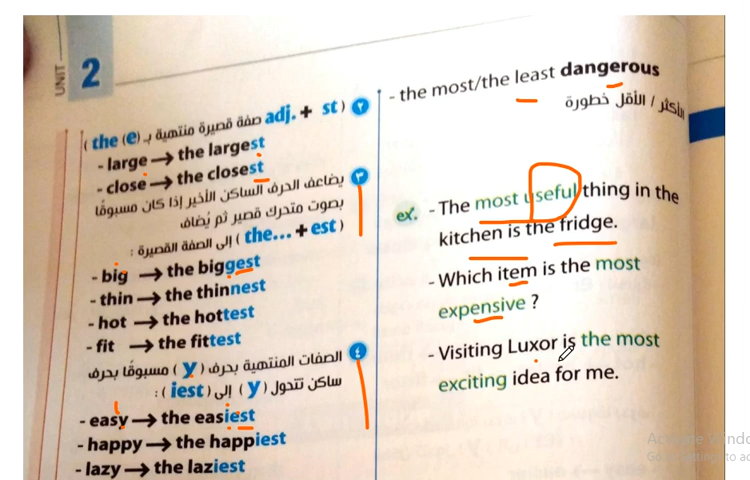 UNIT
2
٢ صفة قصيرة منتهية بـ (e) ( the adj. + st )
- large → the largest
- close → the closest
٣ يضاعف الحرف الساكن الأخير إذا كان مسبوقًا
بصوت متحرك قصير ثم يُضاف
( the... + est ) إلى الصفة القصيرة :
- big → the biggest
- thin → the thinnest
- hot → the hottest
- fit → the fittest
٤ الصفات المنتهية بحرف ( y ) مسبوقًا بحرف
ساكن تتحول ( y ) إلى ( iest ) :
- easy → the easiest
- happy → the happiest
- lazy → the laziest
- the most/the least dangerous
الأكثر / الأقل خطورة
ex. - The most useful thing in the
kitchen is the fridge.
- Which item is the most
expensive ?
- Visiting Luxor is the most
exciting idea for me.